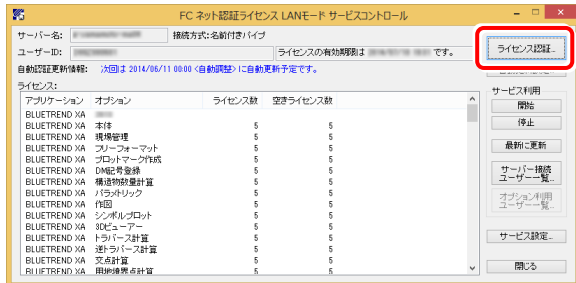 FC ネット認証ライセンス LANモード サービスコントロール
サーバー名:
接続方式:名前付きパイプ
ユーザーID:
ライセンスの有効期限は です。
自動認証更新情報: 次回は 2014/06/11 00:00 <自動調整> に自動更新予定です。
ライセンス認証...
ライセンス:
アプリケーション オプション ライセンス数 空きライセンス数
BLUETREND XA
BLUETREND XA 本体 5 5
BLUETREND XA 現場管理 5 5
BLUETREND XA フリーフォーマット 5 5
BLUETREND XA プロットマーク作成 5 5
BLUETREND XA DM記号登録 5 5
BLUETREND XA 構造物数量計算 5 5
BLUETREND XA パラメトリック 5 5
BLUETREND XA 作図 5 5
BLUETREND XA シンボルプロット 5 5
BLUETREND XA 3Dビューアー 5 5
BLUETREND XA トラバース計算 5 5
BLUETREND XA 逆トラバース計算 5 5
BLUETREND XA 交点計算 5 5
BLUETREND XA 用地境界点計算 5 5
サービス利用
開始
停止
最新に更新
サーバー接続
ユーザー一覧...
オプション利用
ユーザー一覧...
サービス設定...
閉じる